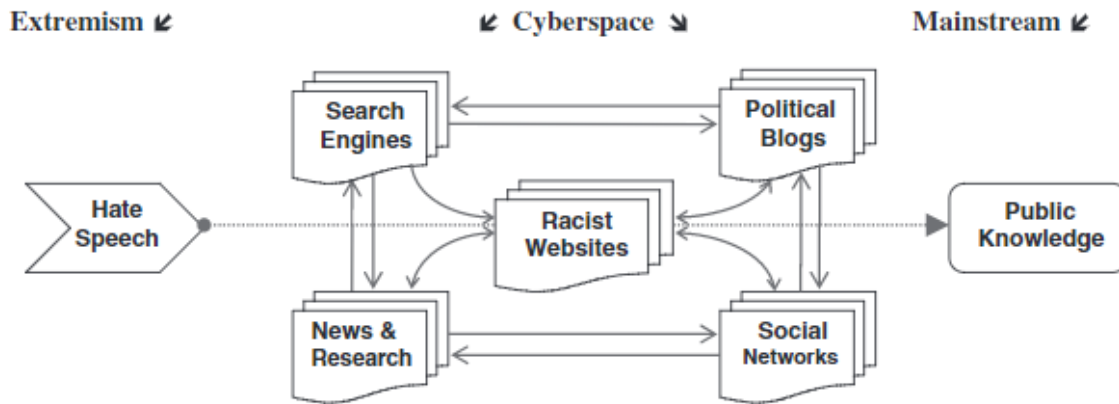 Extremism ↙ ↙ Cyberspace ↘ Mainstream ↙
Search
Engines
Political
Blogs
Hate
Speech
Racist
Websites
Public
Knowledge
News &
Research
Social
Networks